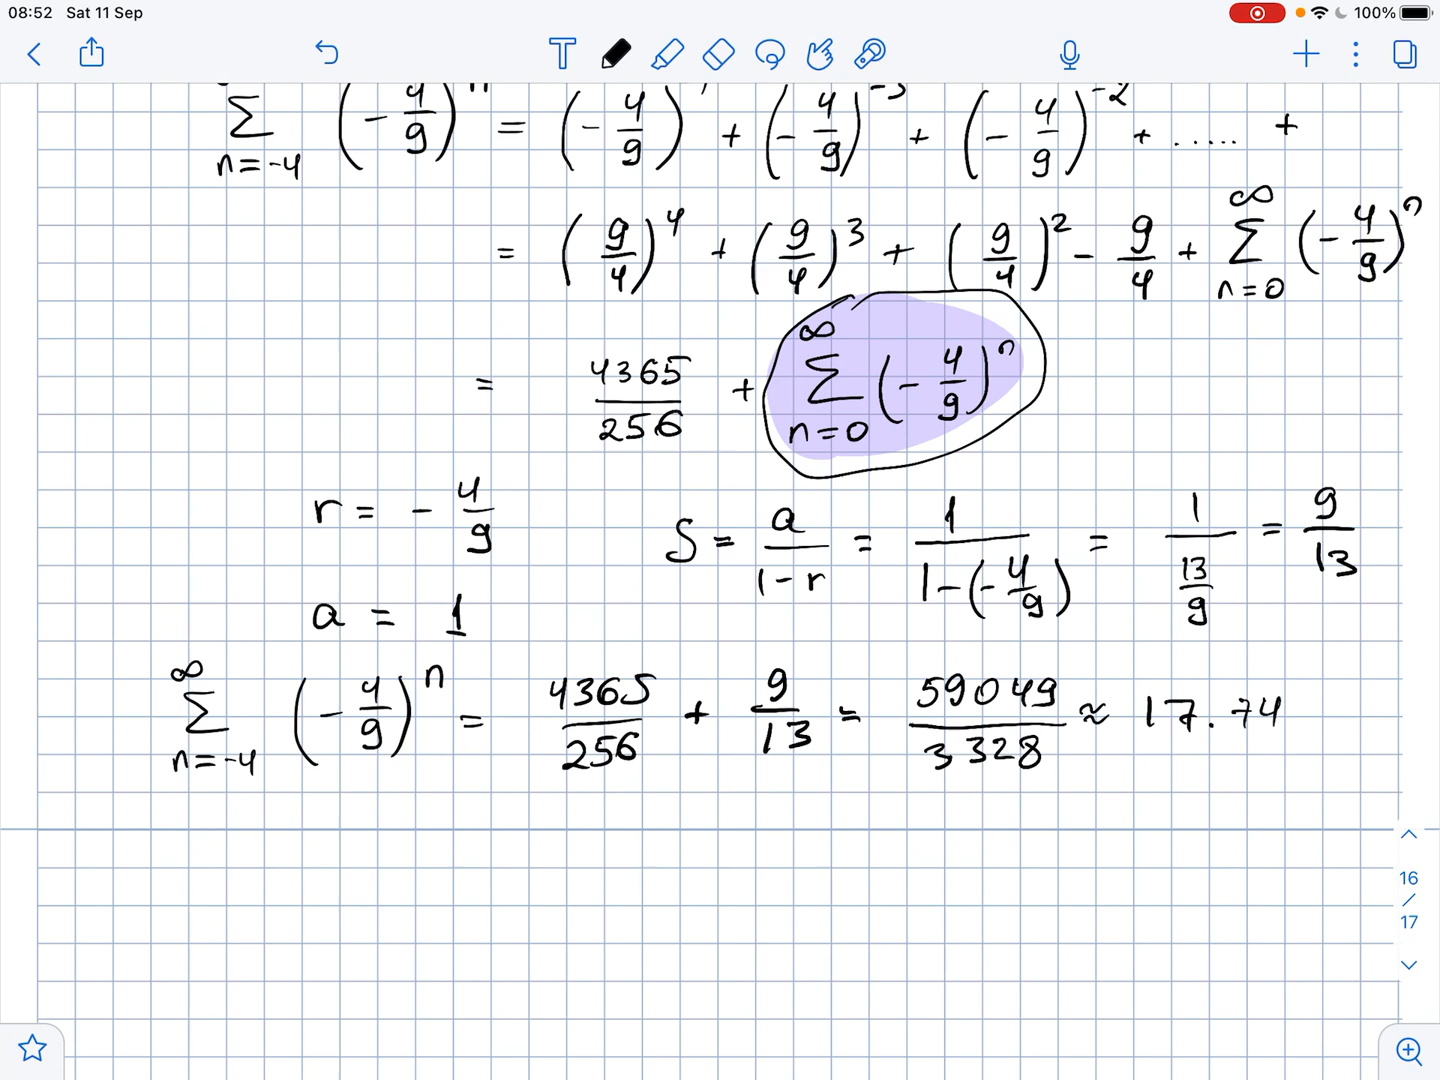 08:52 Sat 11 Sep 100%
∑ n=-4 (- 4/9)^n = (- 4/9) + (- 4/9)^-3 + (- 4/9)^-2 + ..... +
= (9/4)^4 + (9/4)^3 + (9/4)^2 - 9/4 + ∞ ∑ n=0 (- 4/9)^n
= 4365/256 + ∞ ∑ n=0 (- 4/9)^n
r = - 4/9
S = a/(1-r) = 1/(1-(-4/9)) = 1/(13/9) = 9/13
a = 1
∞ ∑ n=-4 (- 4/9)^n = 4365/256 + 9/13 = 59049/3328 ≈ 17.74
16
/
17